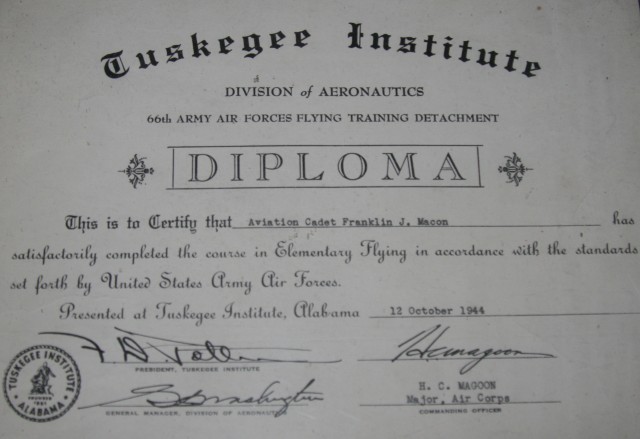 Tuskegee Institute
DIVISION of AERONAUTICS
66th ARMY AIR FORCES FLYING TRAINING DETACHMENT
DIPLOMA
This is to Certify that Aviation Cadet Franklin J. Macon has
satisfactorily completed the course in Elementary Flying in accordance with the standards
set forth by United States Army Air Forces.
Presented at Tuskegee Institute, Alabama 12 October 1944
PRESIDENT, TUSKEGEE INSTITUTE
H. C. MAGOON
Major, Air Corps
GENERAL MANAGER, DIVISION OF AERONAUTICS
COMMANDING OFFICER
TUSKEGEE INSTITUTE
FOUNDED
1881
ALABAMA